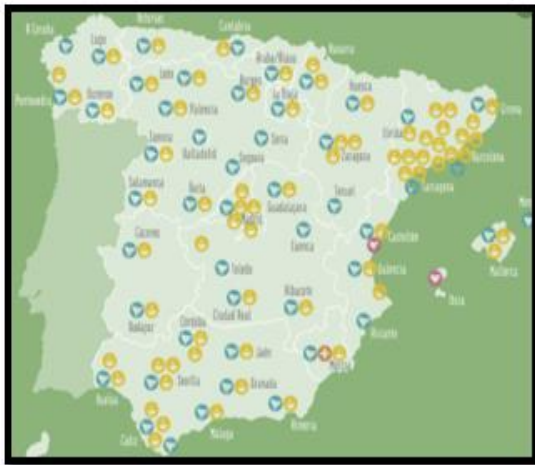 A Coruña
Asturias
Cantabria
Lugo
Araba/Álava
Navarra
León
Burgos
La Rioja
Huesca
Girona
Pontevedra
Ourense
Palencia
Lleida
Zamora
Valladolid
Soria
Zaragoza
Barcelona
Segovia
Tarragona
Salamanca
Ávila
Guadalajara
Teruel
Madrid
Castellón
Cáceres
Cuenca
Mallorca
Toledo
Valencia
Ibiza
Badajoz
Ciudad Real
Albacete
Alicante
Córdoba
Jaén
Murcia
Huelva
Sevilla
Granada
Cádiz
Málaga
Almería